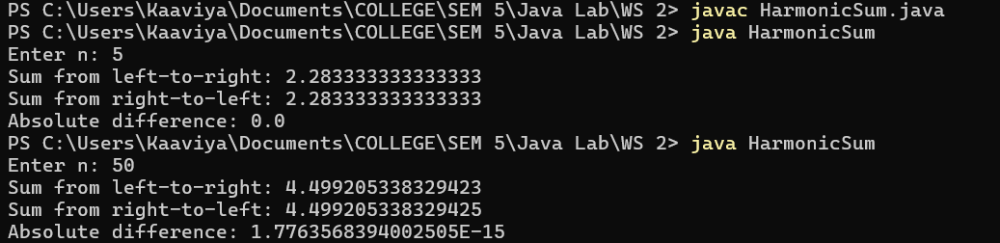 PS C:\Users\Kaaviya\Documents\COLLEGE\SEM 5\Java Lab\WS 2> javac HarmonicSum.java
PS C:\Users\Kaaviya\Documents\COLLEGE\SEM 5\Java Lab\WS 2> java HarmonicSum
Enter n: 5
Sum from left-to-right: 2.283333333333333
Sum from right-to-left: 2.283333333333333
Absolute difference: 0.0
PS C:\Users\Kaaviya\Documents\COLLEGE\SEM 5\Java Lab\WS 2> java HarmonicSum
Enter n: 50
Sum from left-to-right: 4.499205338329423
Sum from right-to-left: 4.499205338329425
Absolute difference: 1.7763568394002505E-15